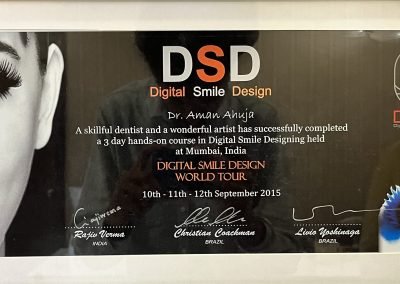 DSD
Digital Smile Design
Dr. Aman Ahuja
A skillful dentist and a wonderful artist has successfully completed
a 3 day hands-on course in Digital Smile Designing held
at Mumbai, India
DIGITAL SMILE DESIGN
WORLD TOUR
10th - 11th - 12th September 2015
Rajiv Verma
INDIA
Christian Coachman
BRAZIL
Livio Yoshinaga
BRAZIL